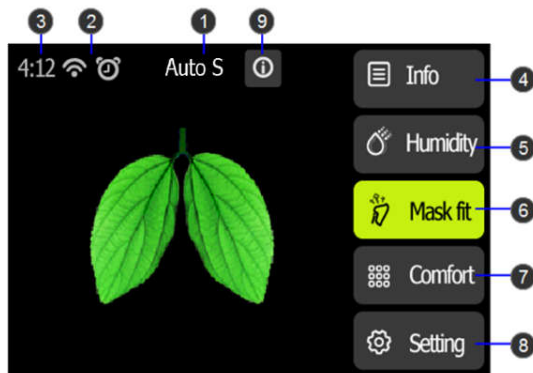 3 2 1 9
4:12 Auto S
Info 4
Humidity 5
Mask fit 6
Comfort 7
Setting 8